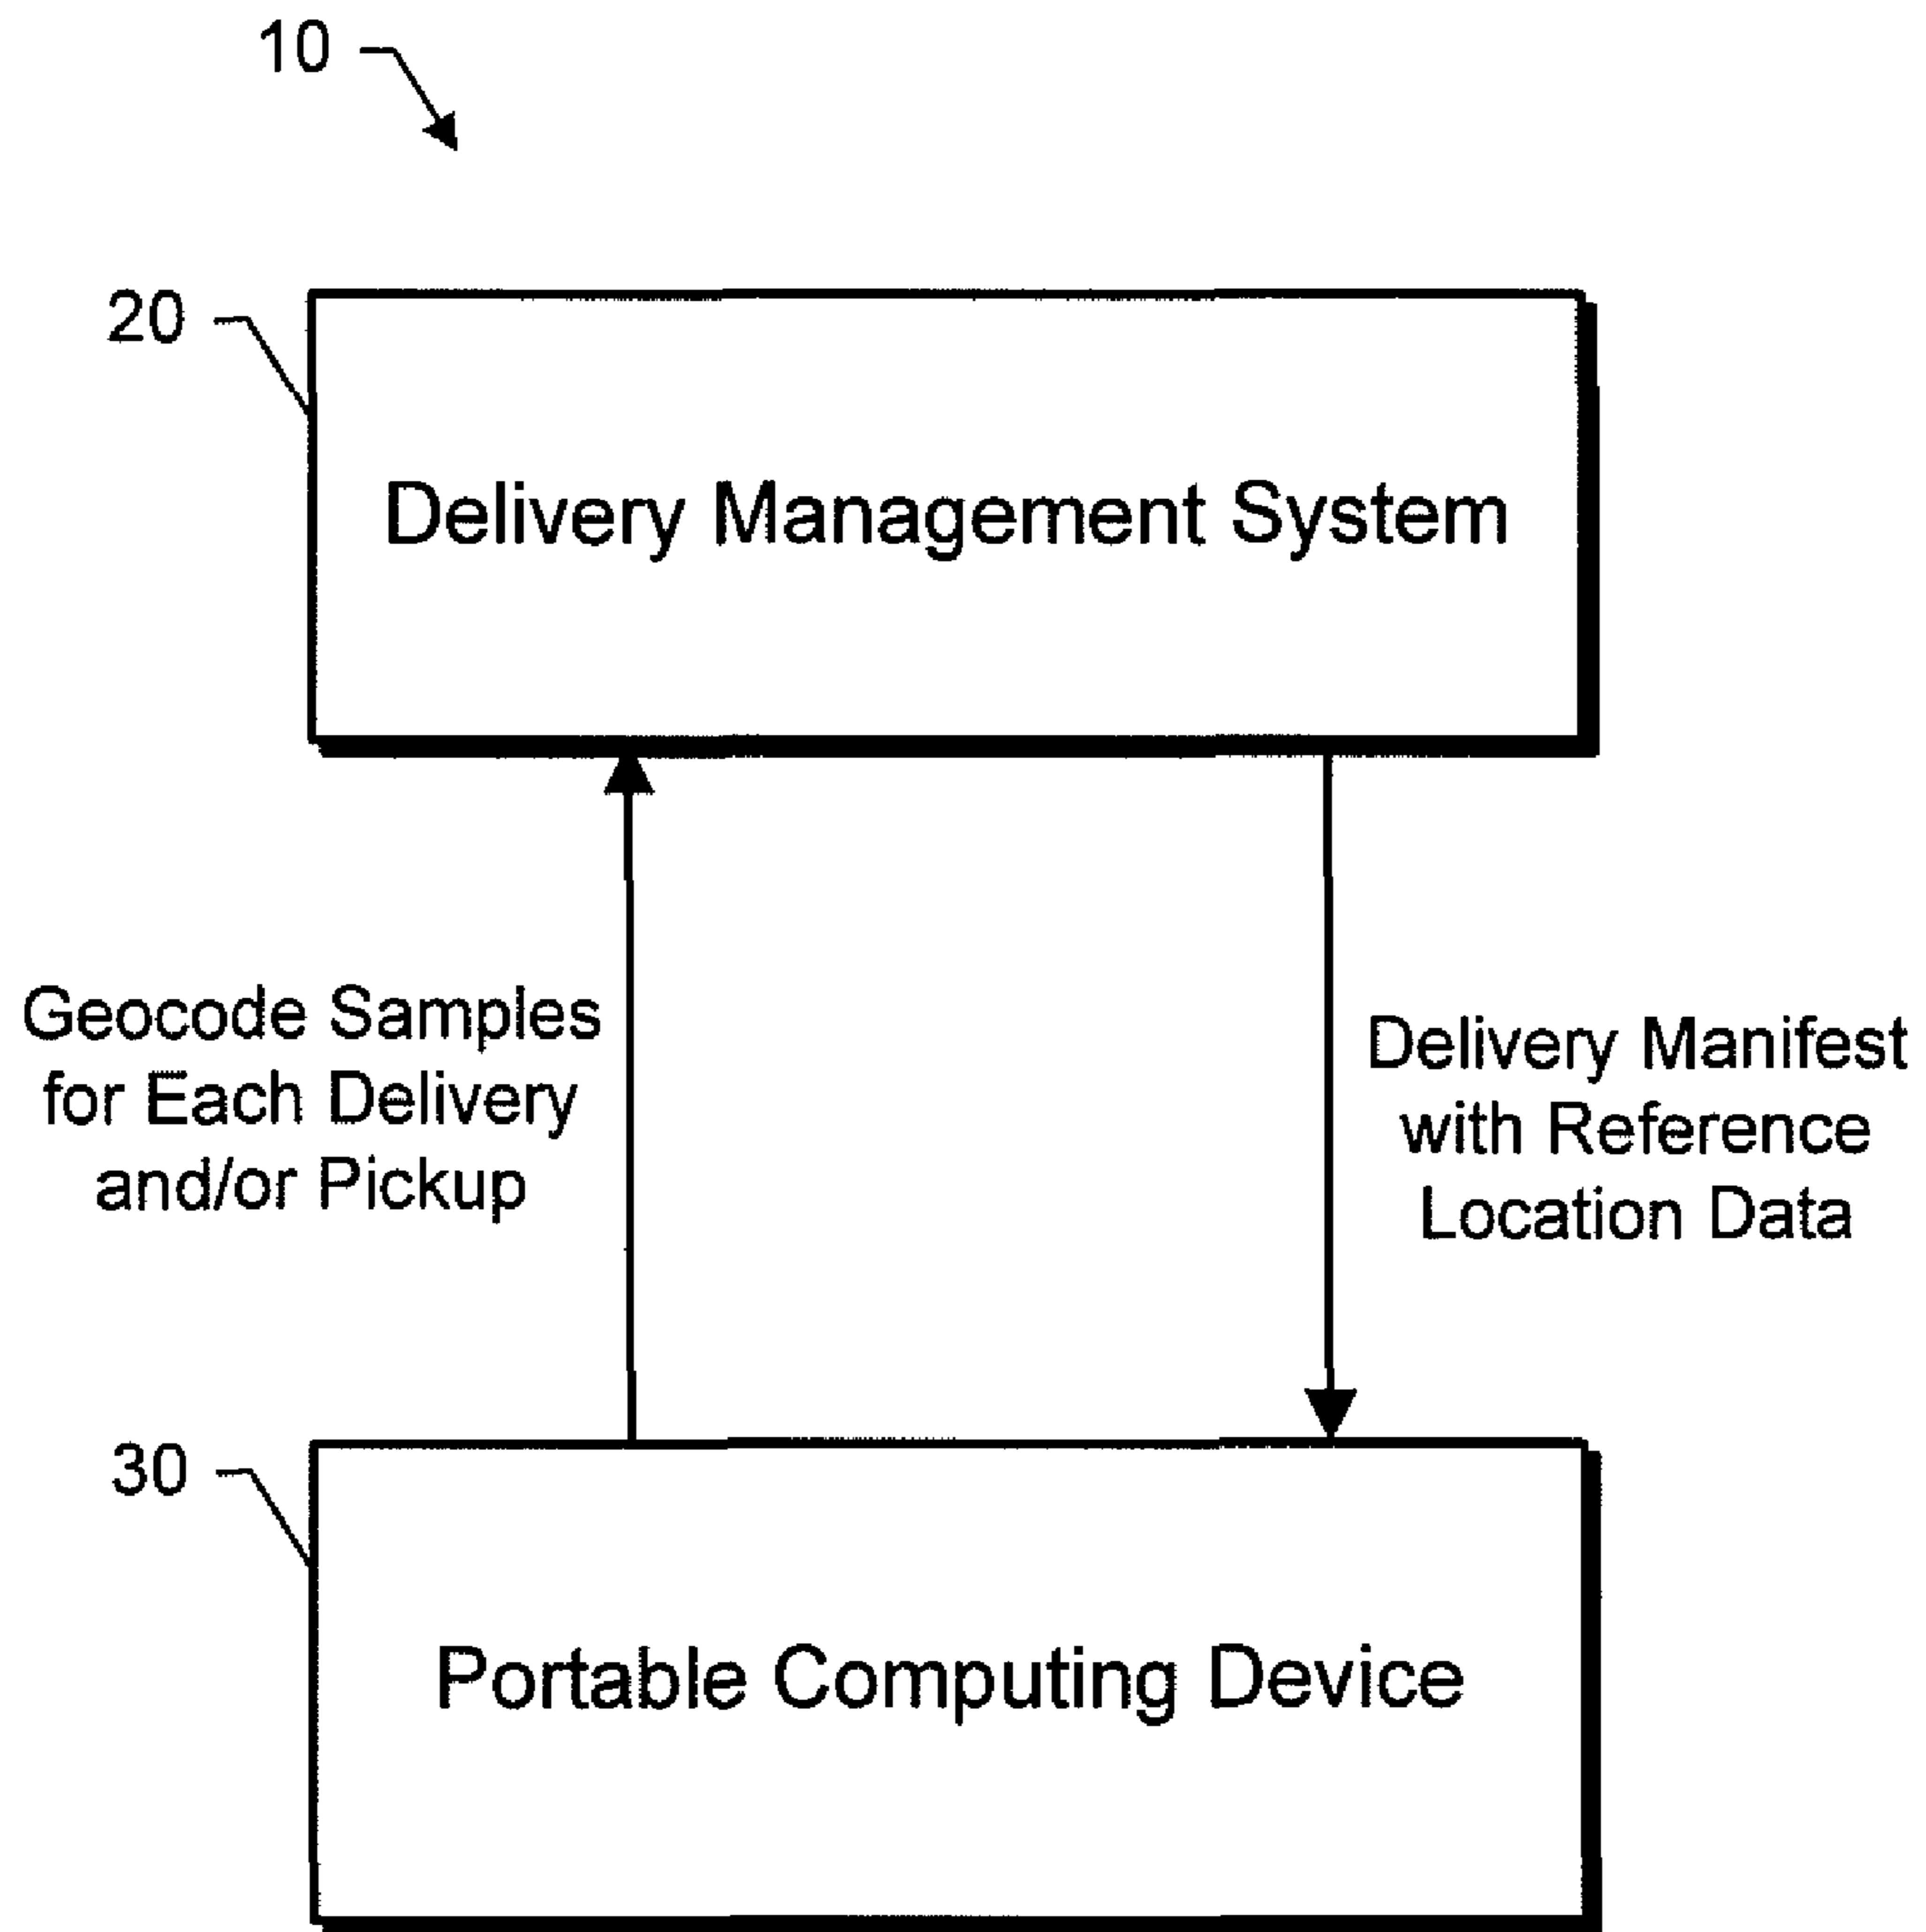 10
20
Delivery Management System
Geocode Samples
for Each Delivery
and/or Pickup
Delivery Manifest
with Reference
Location Data
30
Portable Computing Device